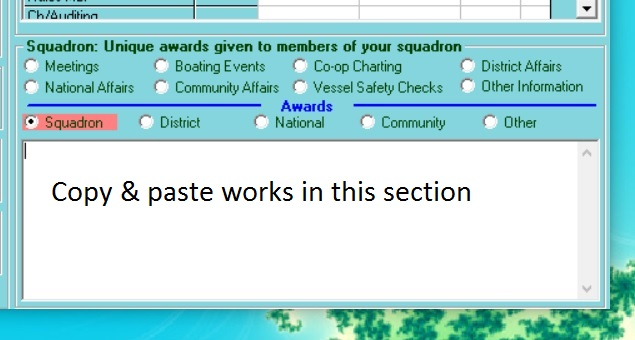 Ch/Auditing
Squadron: Unique awards given to members of your squadron
Meetings Boating Events Co-op Charting District Affairs
National Affairs Community Affairs Vessel Safety Checks Other Information
Awards
Squadron District National Community Other
Copy & paste works in this section